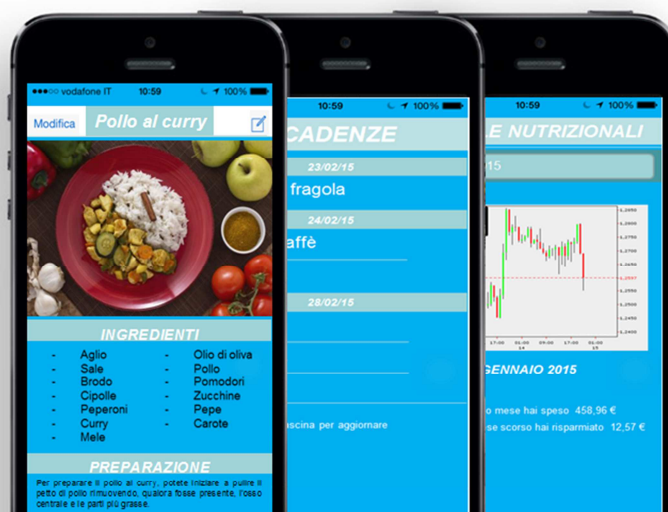 vodafone IT 10:59 100%
Modifica Pollo al curry
INGREDIENTI
- Aglio - Olio di oliva
- Sale - Pollo
- Brodo - Pomodori
- Cipolle - Zucchine
- Peperoni - Pepe
- Curry - Carote
- Mele
PREPARAZIONE
Per preparare il pollo al curry, potete iniziare a pulire il
petto di pollo rimuovendo, qualora fosse presente, l'osso
centrale e le parti più grasse.
10:59 100%
CADENZE
23/02/15
fragola
24/02/15
affè
28/02/15
ascina per aggiornare
10:59 100%
LE NUTRIZIONALI
15
GENNAIO 2015
o mese hai speso 458,96 €
se scorso hai risparmiato 12,57 €